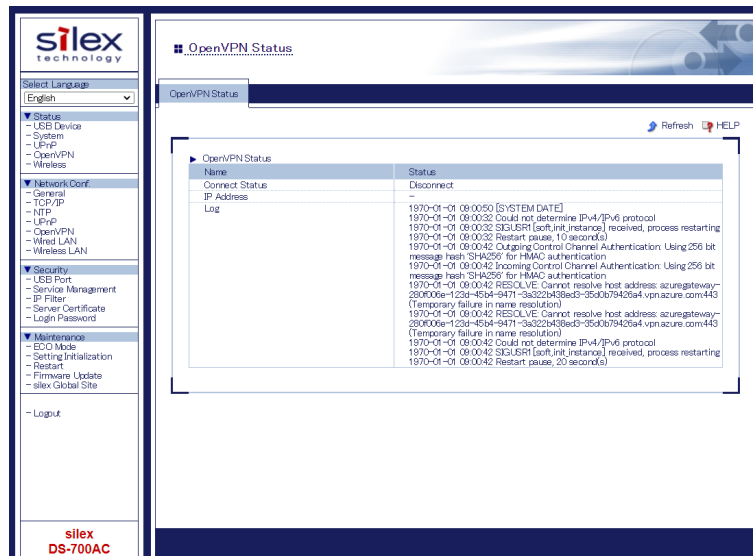 silex
technology
Select Language
English
▼ Status
- USB Device
- System
- UPnP
- OpenVPN
- Wireless
▼ Network Conf.
- General
- TCP/IP
- NTP
- UPnP
- OpenVPN
- Wired LAN
- Wireless LAN
▼ Security
- USB Port
- Service Management
- IP Filter
- Server Certificate
- Login Password
▼ Maintenance
- ECO Mode
- Setting Initialization
- Restart
- Firmware Update
- silex Global Site
- Logout
silex
DS-700AC
OpenVPN Status
OpenVPN Status
Refresh HELP
OpenVPN Status
Name Status
Connect Status Disconnect
IP Address -
Log 1970-01-01 09:00:50 [SYSTEM DATE]
1970-01-01 09:00:32 Could not determine IPv4/IPv6 protocol
1970-01-01 09:00:32 SIGUSR1[soft,init_instance] received, process restarting
1970-01-01 09:00:32 Restart pause, 10 second(s)
1970-01-01 09:00:42 Outgoing Control Channel Authentication: Using 256 bit
message hash 'SHA256' for HMAC authentication
1970-01-01 09:00:42 Incoming Control Channel Authentication: Using 256 bit
message hash 'SHA256' for HMAC authentication
1970-01-01 09:00:42 RESOLVE: Cannot resolve host address: azuregateway-
280f006e-123d-45b4-9471-3a322b438ed3-35d0b79426a4.vpn.azure.com:443
(Temporary failure in name resolution)
1970-01-01 09:00:42 RESOLVE: Cannot resolve host address: azuregateway-
280f006e-123d-45b4-9471-3a322b438ed3-35d0b79426a4.vpn.azure.com:443
(Temporary failure in name resolution)
1970-01-01 09:00:42 Could not determine IPv4/IPv6 protocol
1970-01-01 09:00:42 SIGUSR1[soft,init_instance] received, process restarting
1970-01-01 09:00:42 Restart pause, 20 second(s)